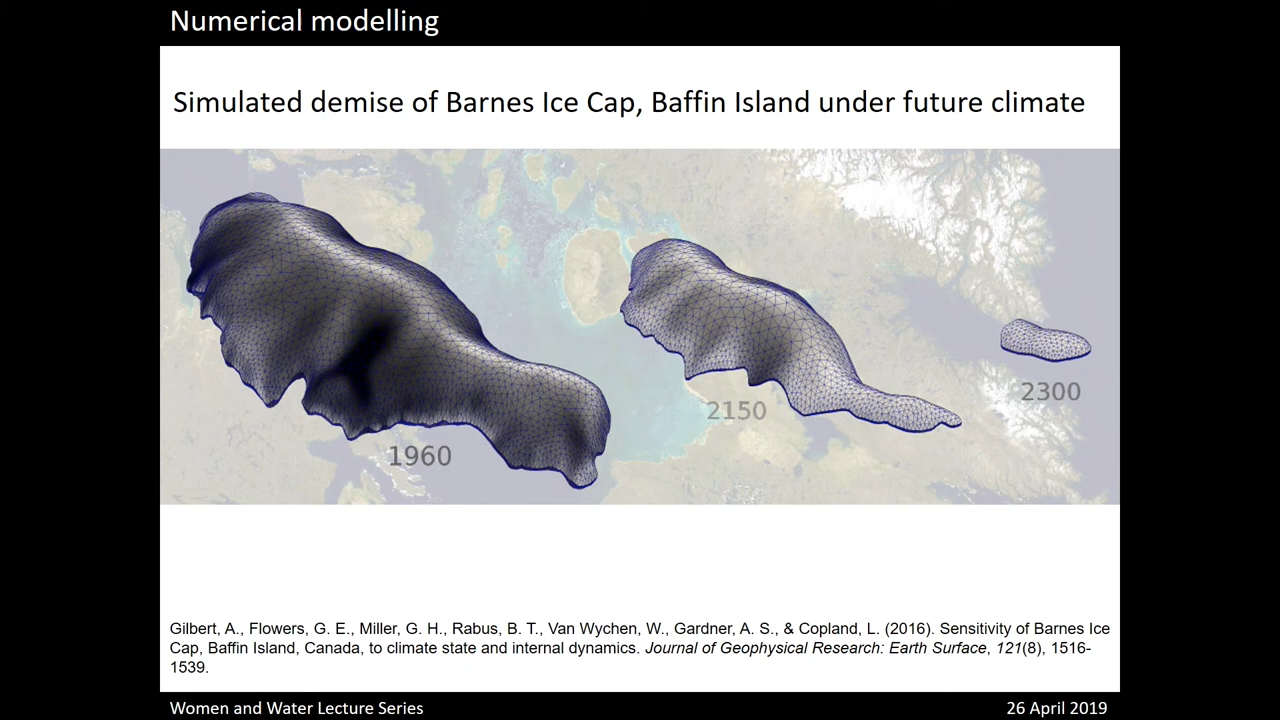 Numerical modelling
Simulated demise of Barnes Ice Cap, Baffin Island under future climate
1960
2150
2300
Gilbert, A., Flowers, G. E., Miller, G. H., Rabus, B. T., Van Wychen, W., Gardner, A. S., & Copland, L. (2016). Sensitivity of Barnes Ice
Cap, Baffin Island, Canada, to climate state and internal dynamics. Journal of Geophysical Research: Earth Surface, 121(8), 1516-
1539.
Women and Water Lecture Series
26 April 2019